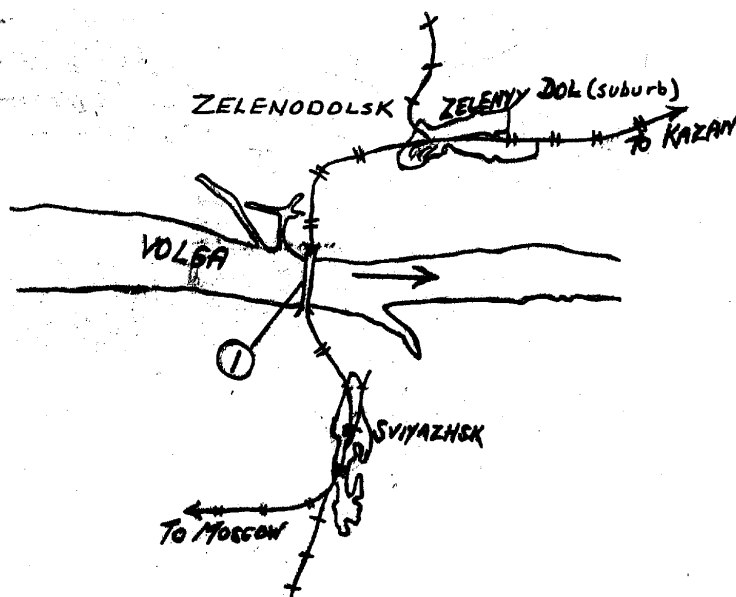 ZELENODOLSK
ZELENYY DOL (suburb)
TO KAZAN
VOLGA
1
SVIYAZHSK
TO MOSCOW